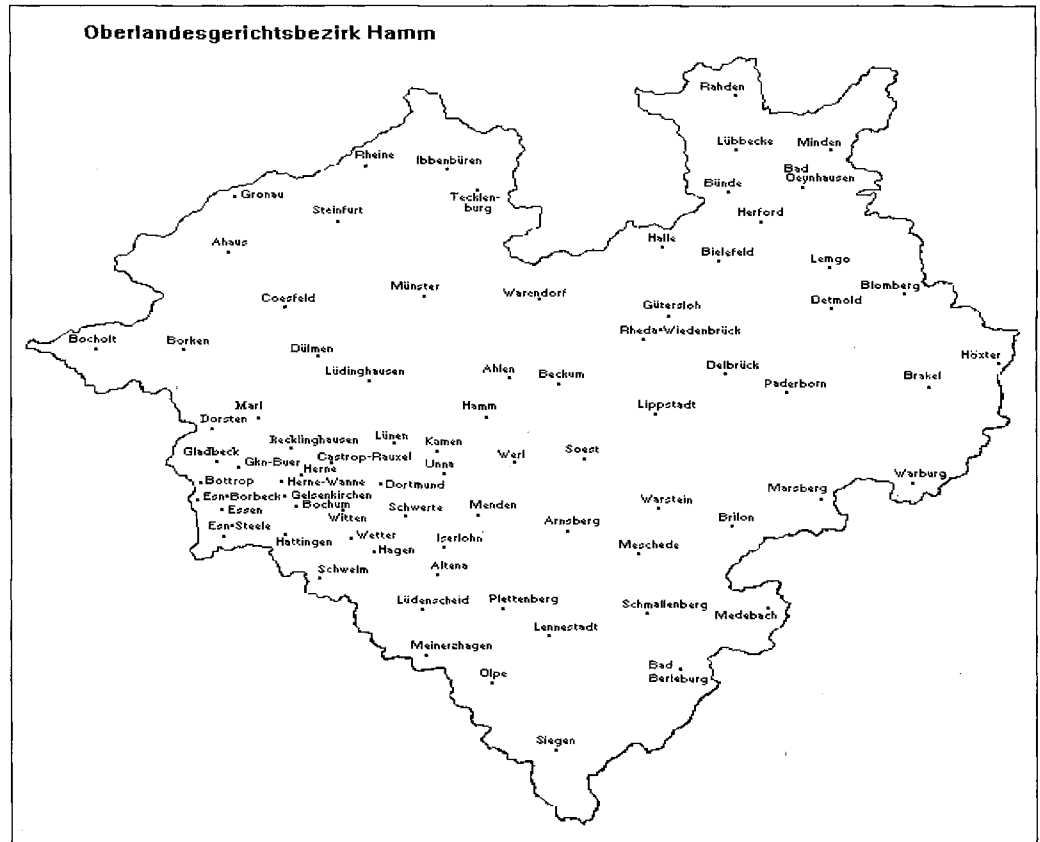 Oberlandesgerichtsbezirk Hamm
Rahden
Lübbecke
Minden
Rheine
Ibbenbüren
Bad
Oeynhausen
Bünde
Gronau
Tecklen-
burg
Steinfurt
Herford
Ahaus
Halle
Bielefeld
Lemgo
Blomberg
Münster
Warendorf
Coesfeld
Gütersloh
Detmold
Rheda-Wiedenbrück
Bocholt
Borken
Dülmen
Höxter
Lüdinghausen
Ahlen
Beckum
Delbrück
Paderborn
Brakel
Marl
Dorsten
Hamm
Lippstadt
Recklinghausen
Lünen
Kamen
Gladbeck
Gkn-Buer
Castrop-Rauxel
Unna
Werl
Soest
Herne
Bottrop
Herne-Wanne
Dortmund
Warburg
Esn-Borbeck
Gelsenkirchen
Marsberg
Essen
Bochum
Witten
Schwerte
Menden
Warstein
Arnsberg
Brilon
Esn-Steele
Hattingen
Wetter
Hagen
Iserlohn
Meschede
Schwelm
Altena
Lüdenscheid
Plettenberg
Schmallenberg
Medebach
Lennestadt
Meinerzhagen
Olpe
Bad
Berleburg
Siegen